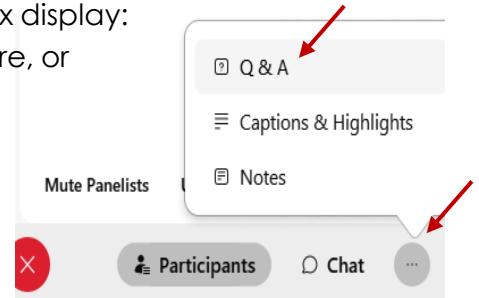 x display:
re, or
Q & A
Captions & Highlights
Notes
Mute Panelists
Participants
Chat